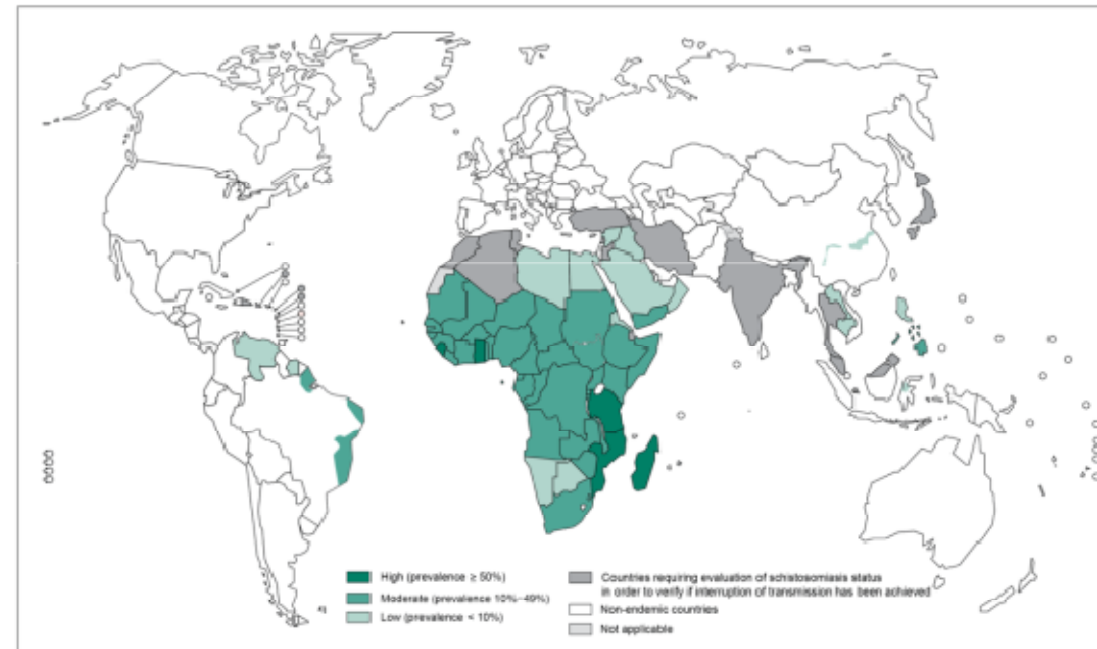 High (prevalence ≥ 50%)
Moderate (prevalence 10%–49%)
Low (prevalence < 10%)
Countries requiring evaluation of schistosomiasis status
in order to verify if interruption of transmission has been achieved
Non-endemic countries
Not applicable